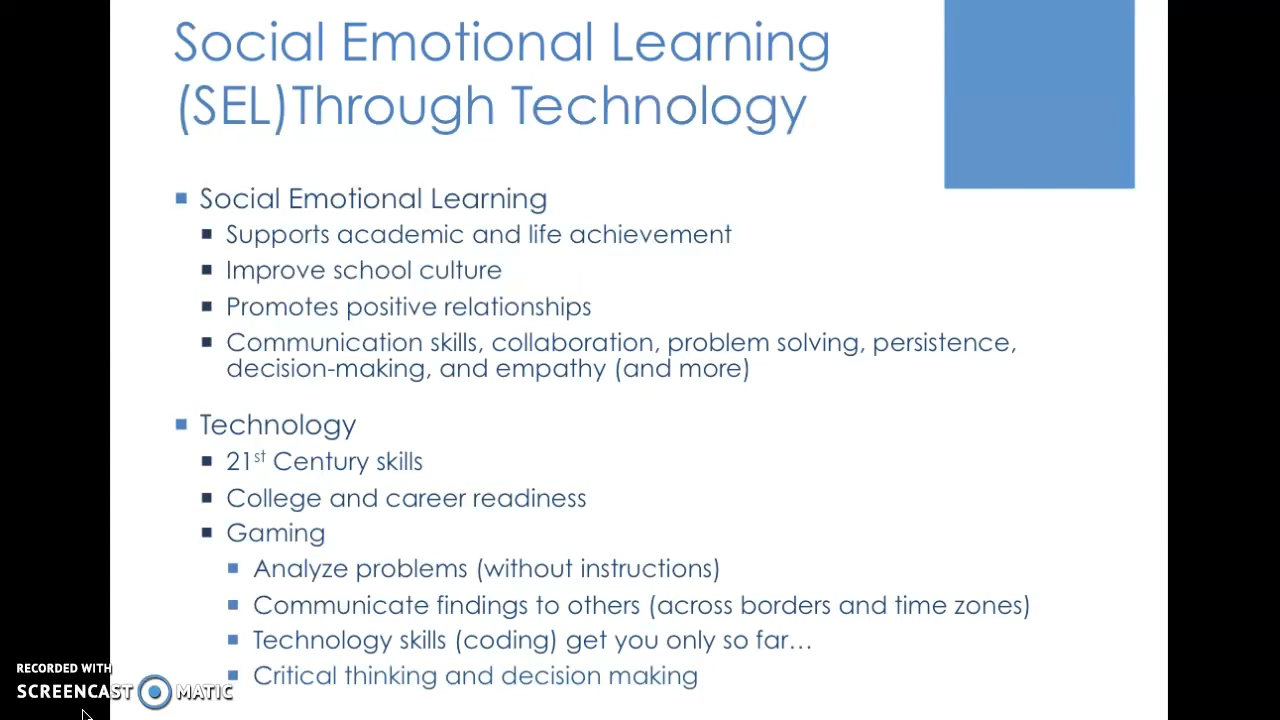 Social Emotional Learning
(SEL)Through Technology
Social Emotional Learning
Supports academic and life achievement
Improve school culture
Promotes positive relationships
Communication skills, collaboration, problem solving, persistence,
decision-making, and empathy (and more)
Technology
21st Century skills
College and career readiness
Gaming
Analyze problems (without instructions)
Communicate findings to others (across borders and time zones)
Technology skills (coding) get you only so far…
Critical thinking and decision making
RECORDED WITH
SCREENCAST MATIC